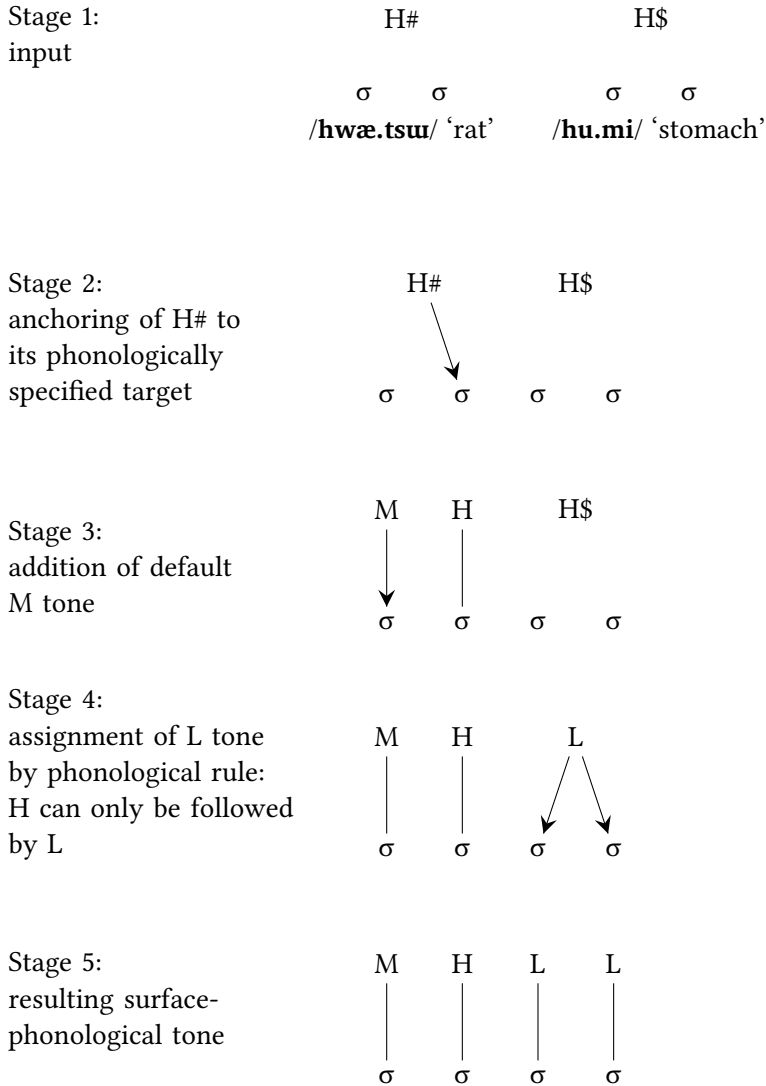 Stage 1:
input
H# H$
σ σ σ σ
/hwæ.tsɯ/ ‘rat’ /hu.mi/ ‘stomach’
Stage 2:
anchoring of H# to
its phonologically
specified target
H# H$
σ σ σ σ
Stage 3:
addition of default
M tone
M H H$
σ σ σ σ
Stage 4:
assignment of L tone
by phonological rule:
H can only be followed
by L
M H L
σ σ σ σ
Stage 5:
resulting surface-
phonological tone
M H L L
σ σ σ σ